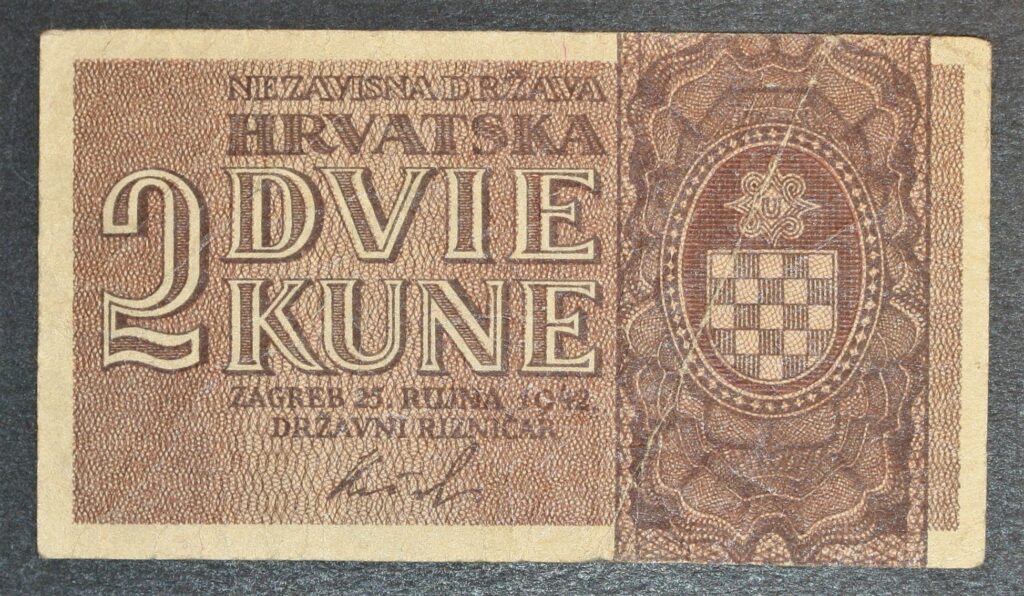 NEZAVISNA DRŽAVA
HRVATSKA
2
DVIE
KUNE
ZAGREB 25. RUJNA 1942.
DRŽAVNI RIZNIČAR
U